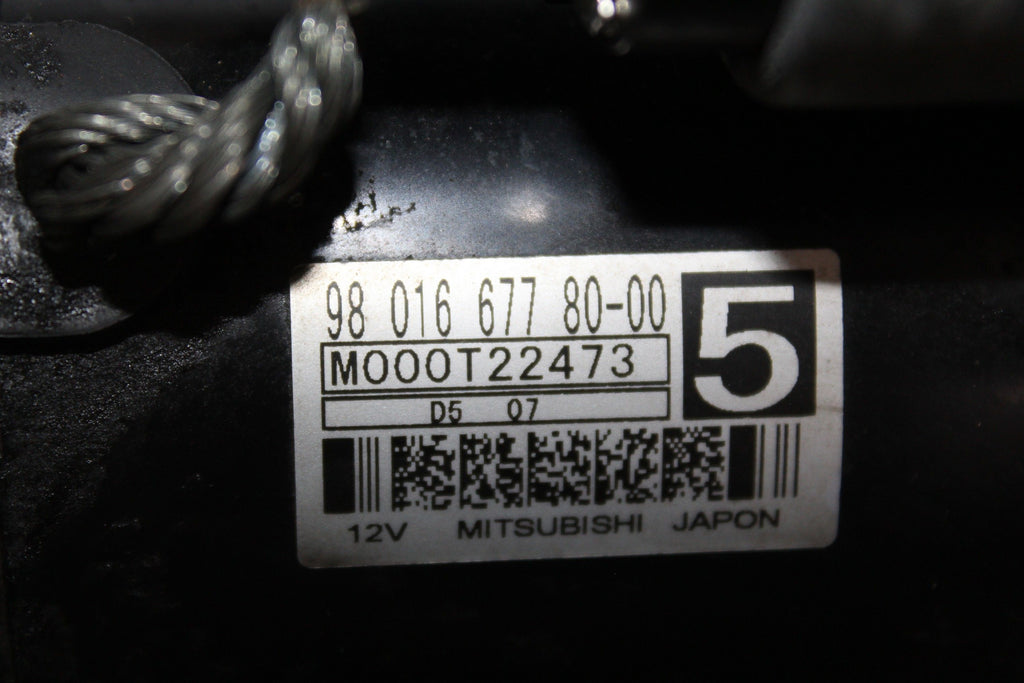 98 016 677 80-00
5
M000T22473
D5 07
12V MITSUBISHI JAPON